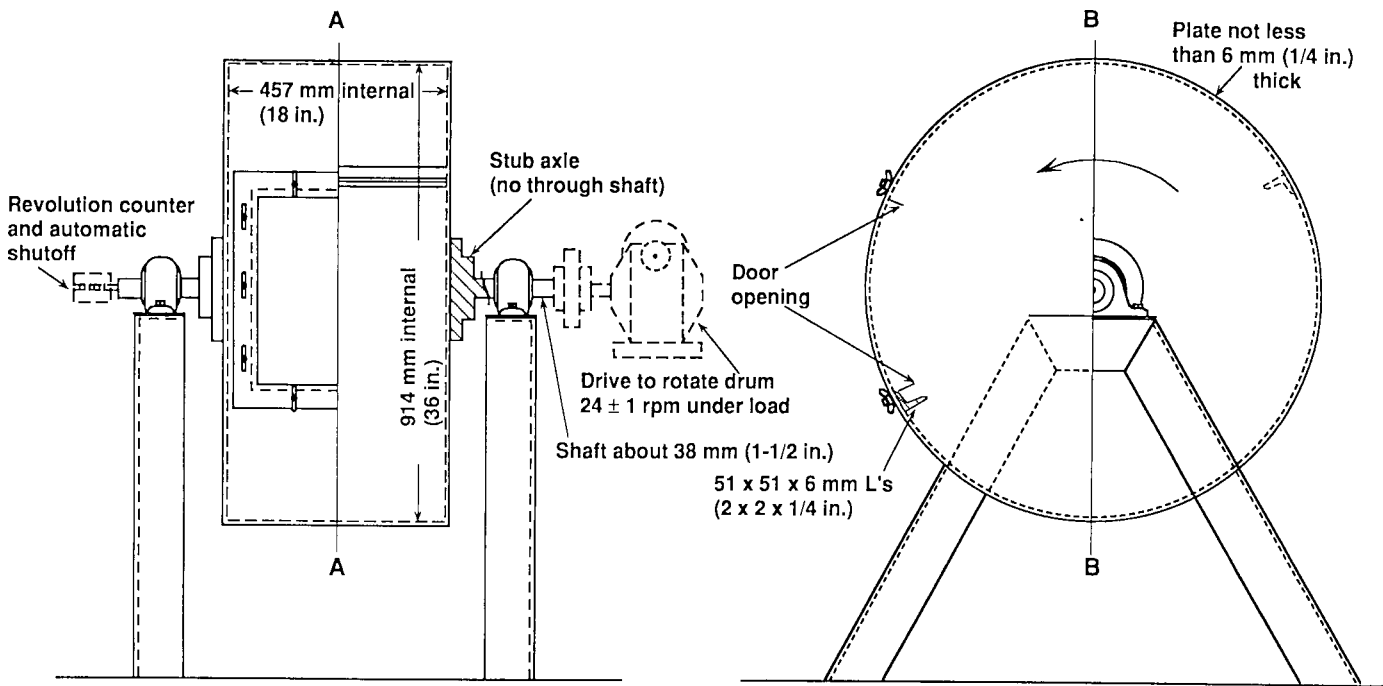 A
457 mm internal
(18 in.)
Stub axle
(no through shaft)
Revolution counter
and automatic
shutoff
914 mm internal
(36 in.)
Drive to rotate drum
24 ± 1 rpm under load
Shaft about 38 mm (1-1/2 in.)
A
B
Plate not less
than 6 mm (1/4 in.)
thick
Door
opening
51 x 51 x 6 mm L's
(2 x 2 x 1/4 in.)
B